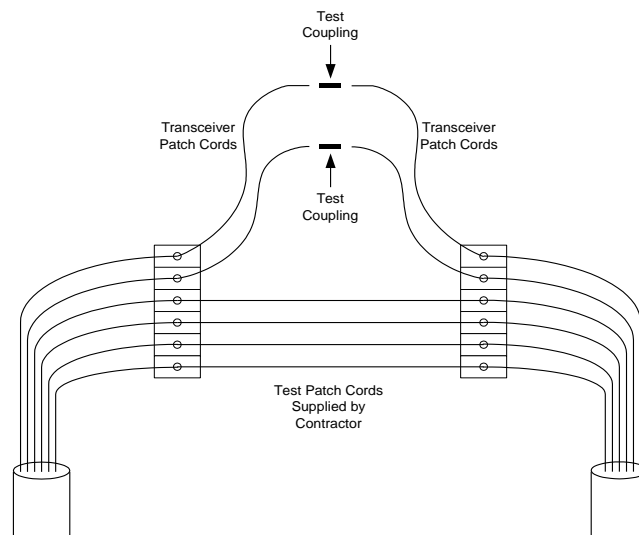 Test
Coupling
Transceiver
Patch Cords
Transceiver
Patch Cords
Test
Coupling
Test Patch Cords
Supplied by
Contractor